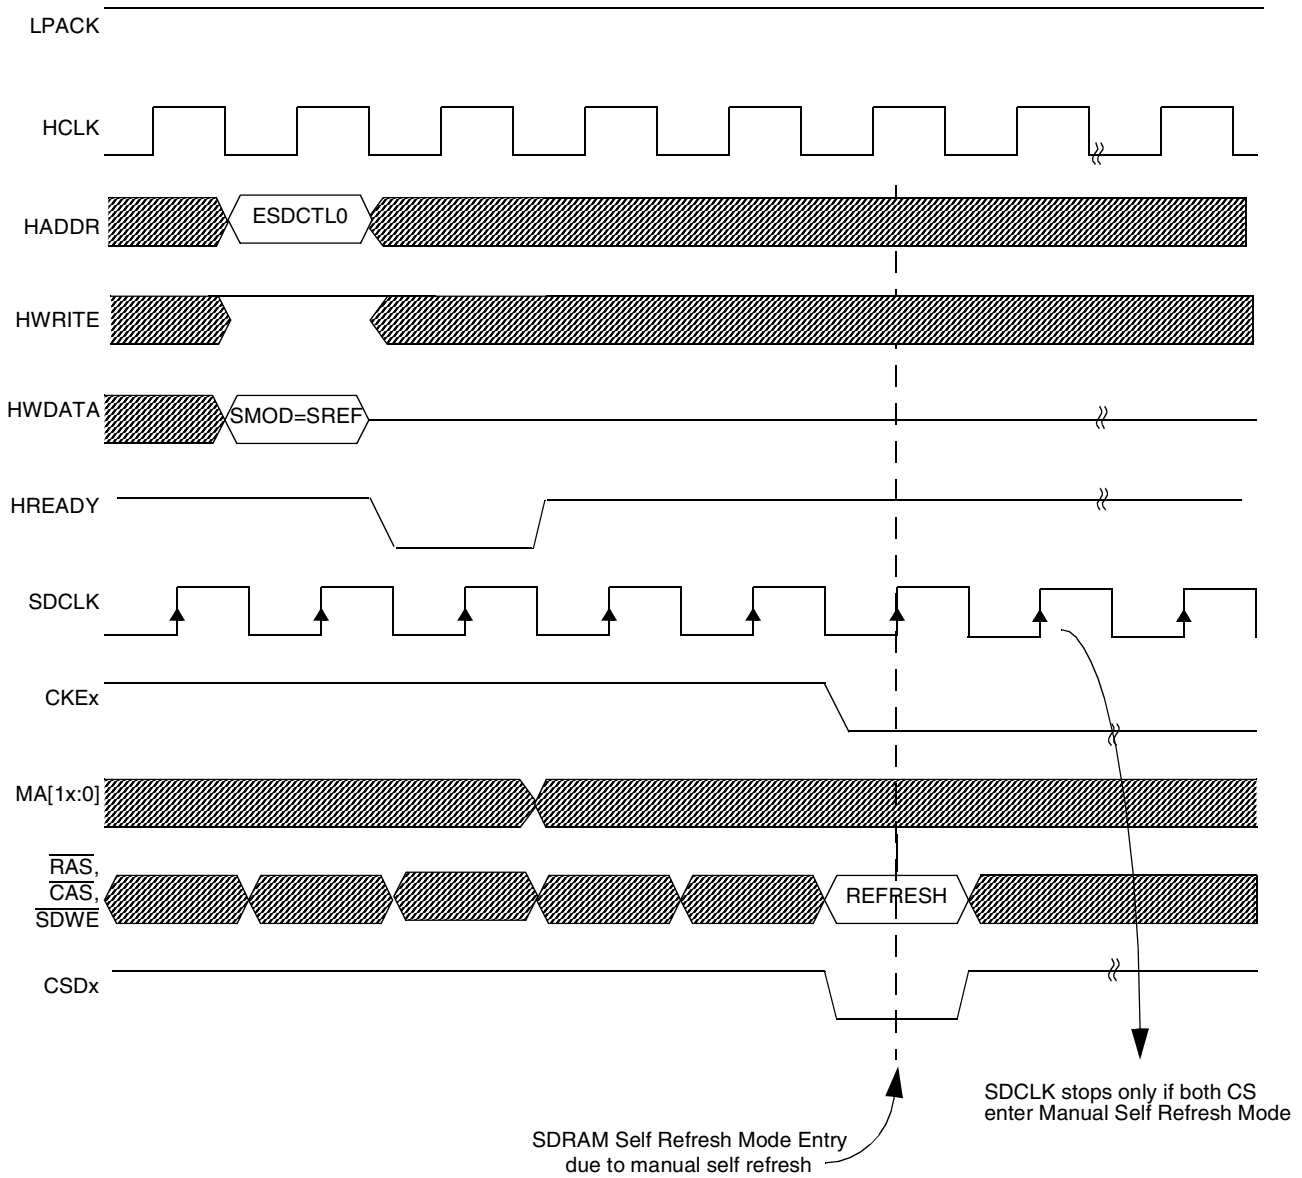 LPACK
HCLK
HADDR
ESDCTL0
HWRITE
HWDATA
SMOD=SREF
HREADY
SDCLK
CKEx
MA[1x:0]
RAS,
CAS,
SDWE
REFRESH
CSDx
SDCLK stops only if both CS
enter Manual Self Refresh Mode
SDRAM Self Refresh Mode Entry
due to manual self refresh